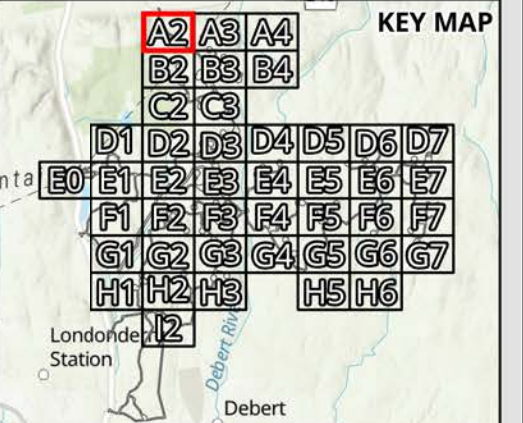 KEY MAP
A2 A3 A4
B2 B3 B4
C2 C3
D1 D2 D3 D4 D5 D6 D7
nta
E0 E1 E2 E3 E4 E5 E6 E7
F1 F2 F3 F4 F5 F6 F7
G1 G2 G3 G4 G5 G6 G7
H1 H2 H3 H5 H6
I2
Londonder
Station
Debert Riv
Debert